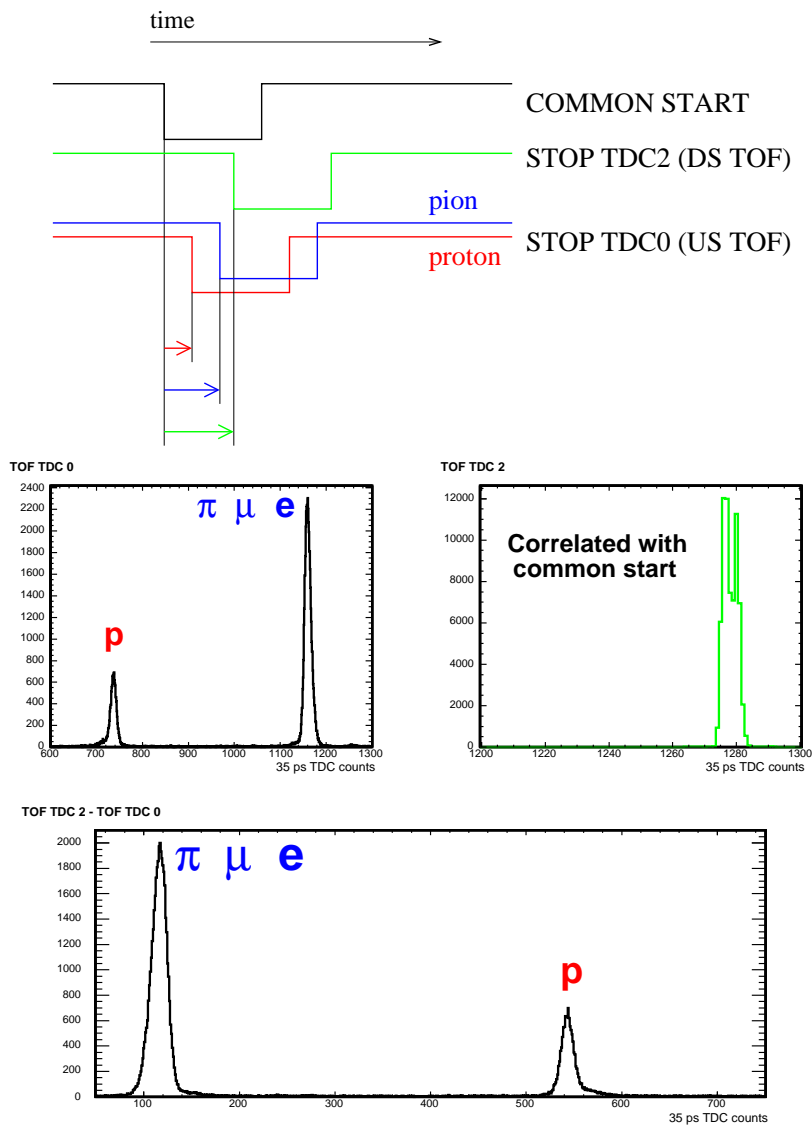 time
COMMON START
STOP TDC2 (DS TOF)
pion
STOP TDC0 (US TOF)
proton
TOF TDC 0
2400
2200
2000
1800
1600
1400
1200
1000
800
600
400
200
0
π μ e
p
600 700 800 900 1000 1100 1200 1300
35 ps TDC counts
TOF TDC 2
12000
10000
8000
6000
4000
2000
0
Correlated with
common start
1200 1220 1240 1260 1280 1300
35 ps TDC counts
TOF TDC 2 - TOF TDC 0
2000
1800
1600
1400
1200
1000
800
600
400
200
0
π μ e
p
100 200 300 400 500 600 700
35 ps TDC counts